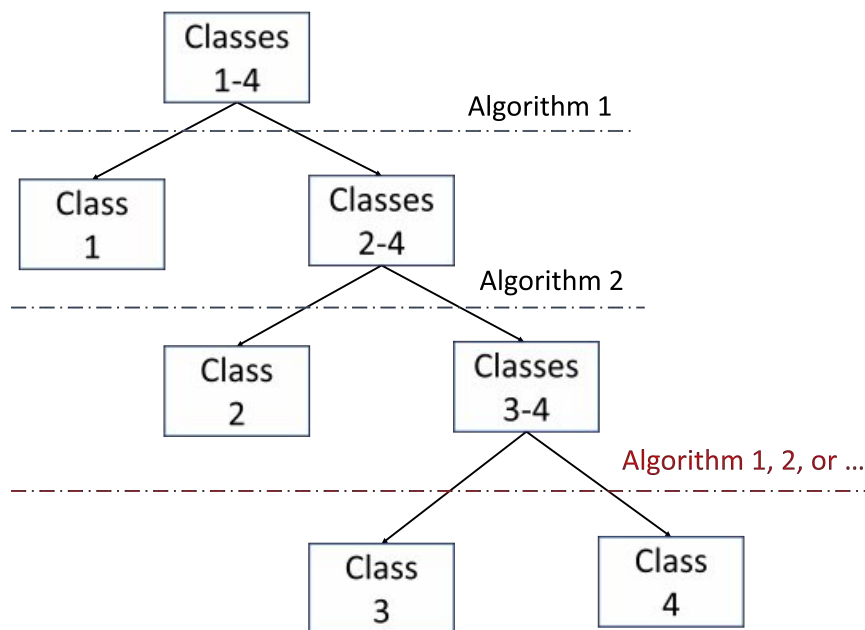 Classes
1-4
Algorithm 1
Class
1
Classes
2-4
Algorithm 2
Class
2
Classes
3-4
Algorithm 1, 2, or ...
Class
3
Class
4